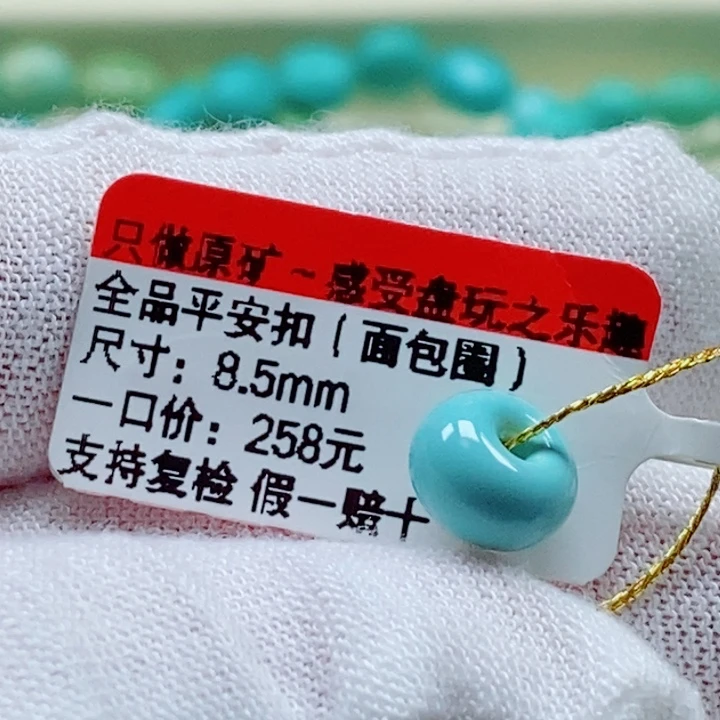 只做原矿~感受盘玩之乐趣
全品平安扣(面包圈)
尺寸:8.5mm
一口价:258元
支持复检 假一赔十